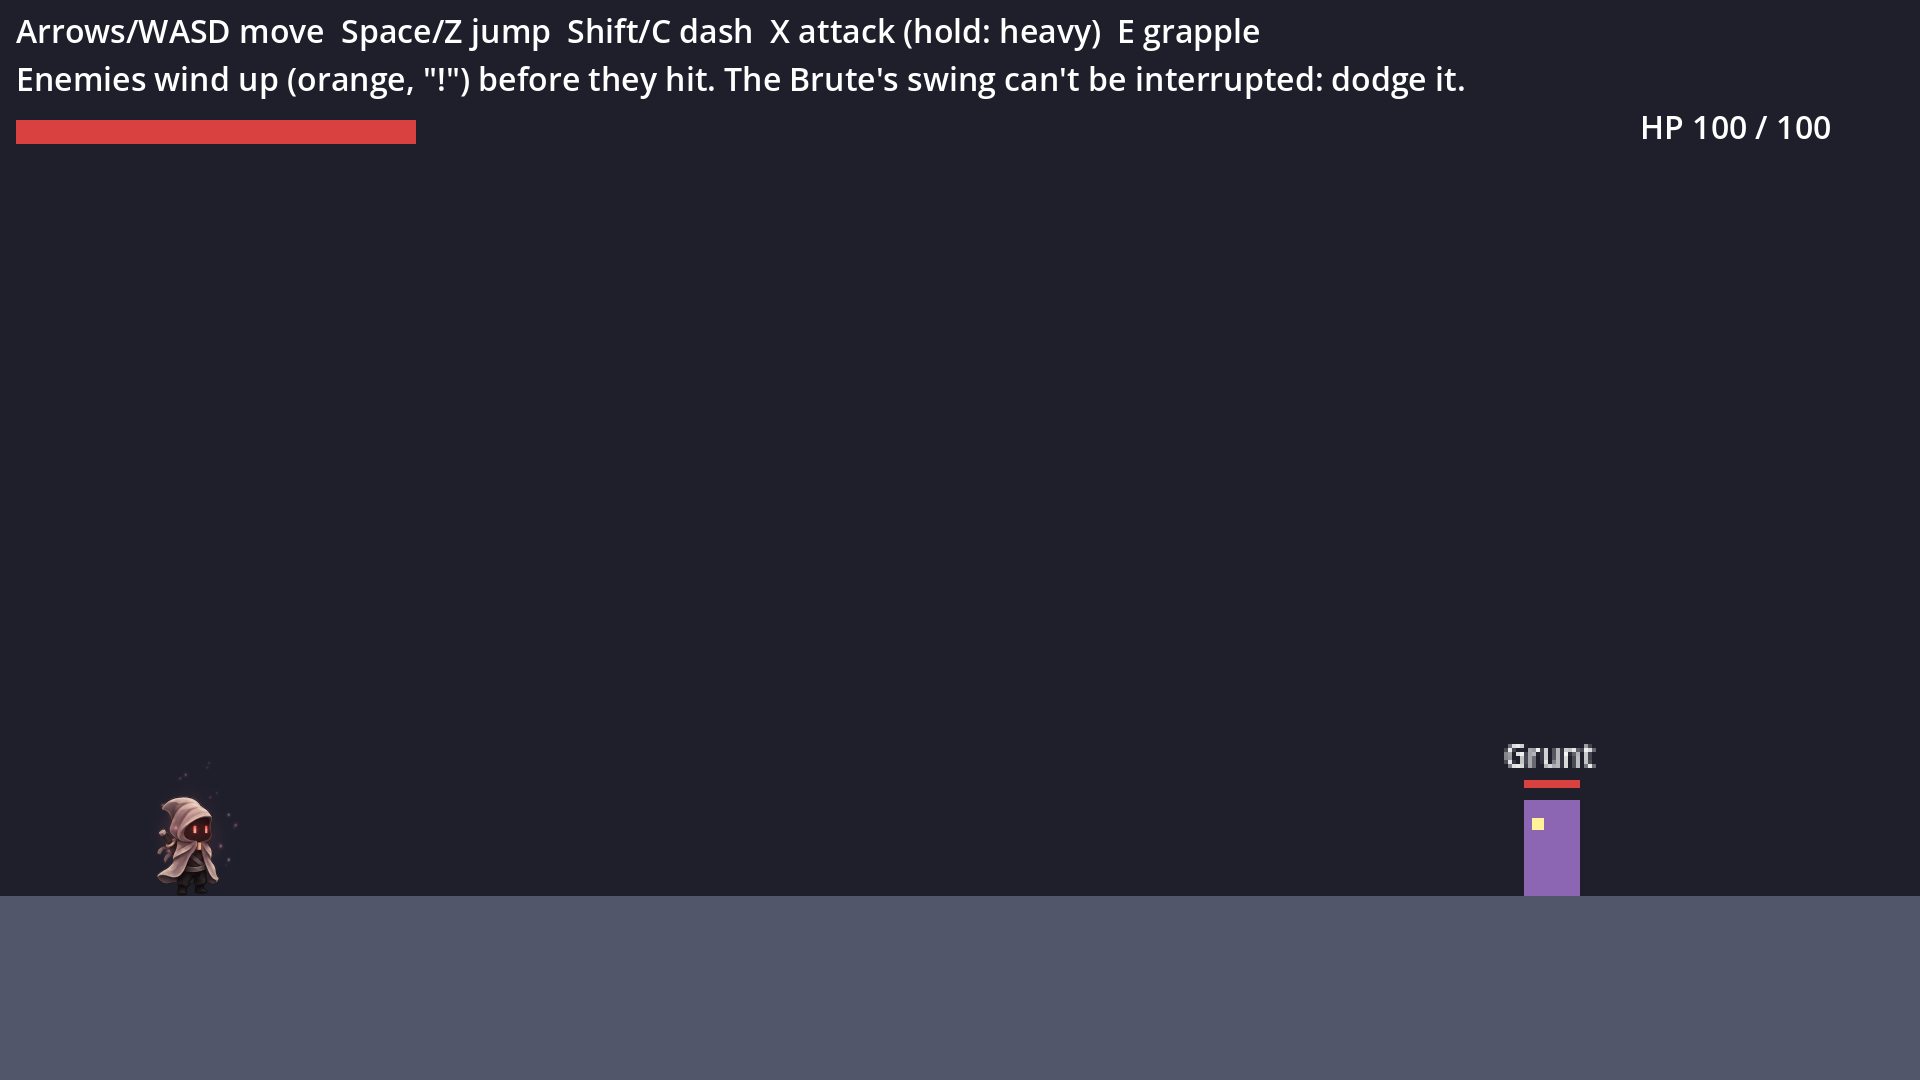 Arrows/WASD move  Space/Z jump  Shift/C dash  X attack (hold: heavy)  E grapple
Enemies wind up (orange, "!") before they hit. The Brute's swing can't be interrupted: dodge it.
HP 100 / 100
Grunt